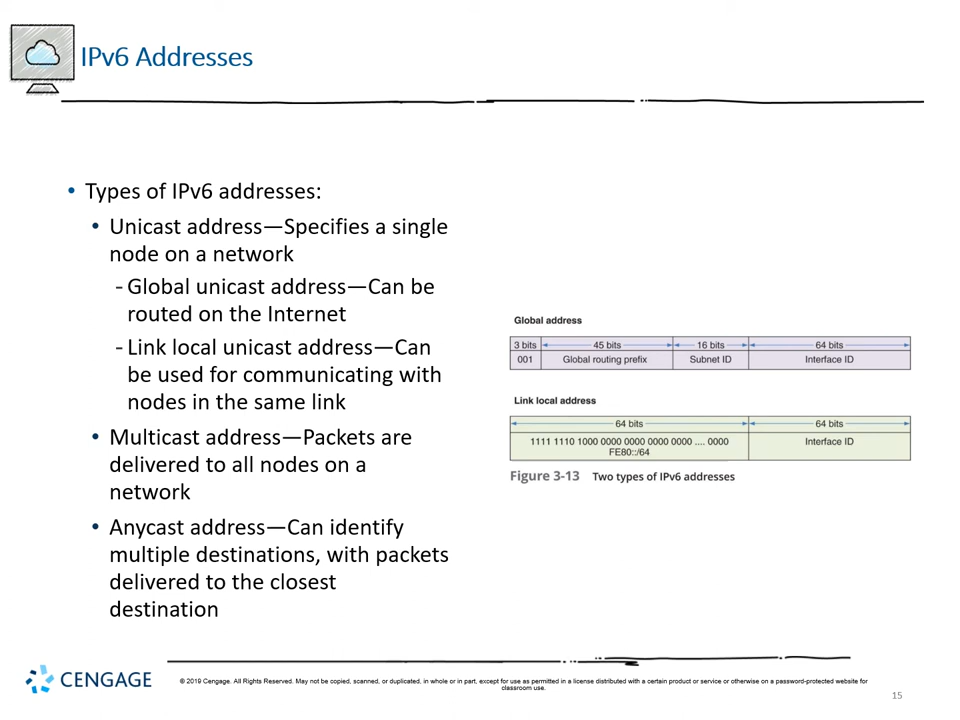 IPv6 Addresses
• Types of IPv6 addresses:
• Unicast address—Specifies a single
node on a network
- Global unicast address—Can be
routed on the Internet
- Link local unicast address—Can
be used for communicating with
nodes in the same link
• Multicast address—Packets are
delivered to all nodes on a
network
• Anycast address—Can identify
multiple destinations, with packets
delivered to the closest
destination
Global address
3 bits 45 bits 16 bits 64 bits
001 Global routing prefix Subnet ID Interface ID
Link local address
64 bits 64 bits
1111 1110 1000 0000 0000 0000 0000 .... 0000 Interface ID
FE80::/64
Figure 3-13 Two types of IPv6 addresses
CENGAGE
© 2019 Cengage. All Rights Reserved. May not be copied, scanned, or duplicated, in whole or in part, except for use as permitted in a license distributed with a certain product or service or otherwise on a password-protected website for
classroom use.
15